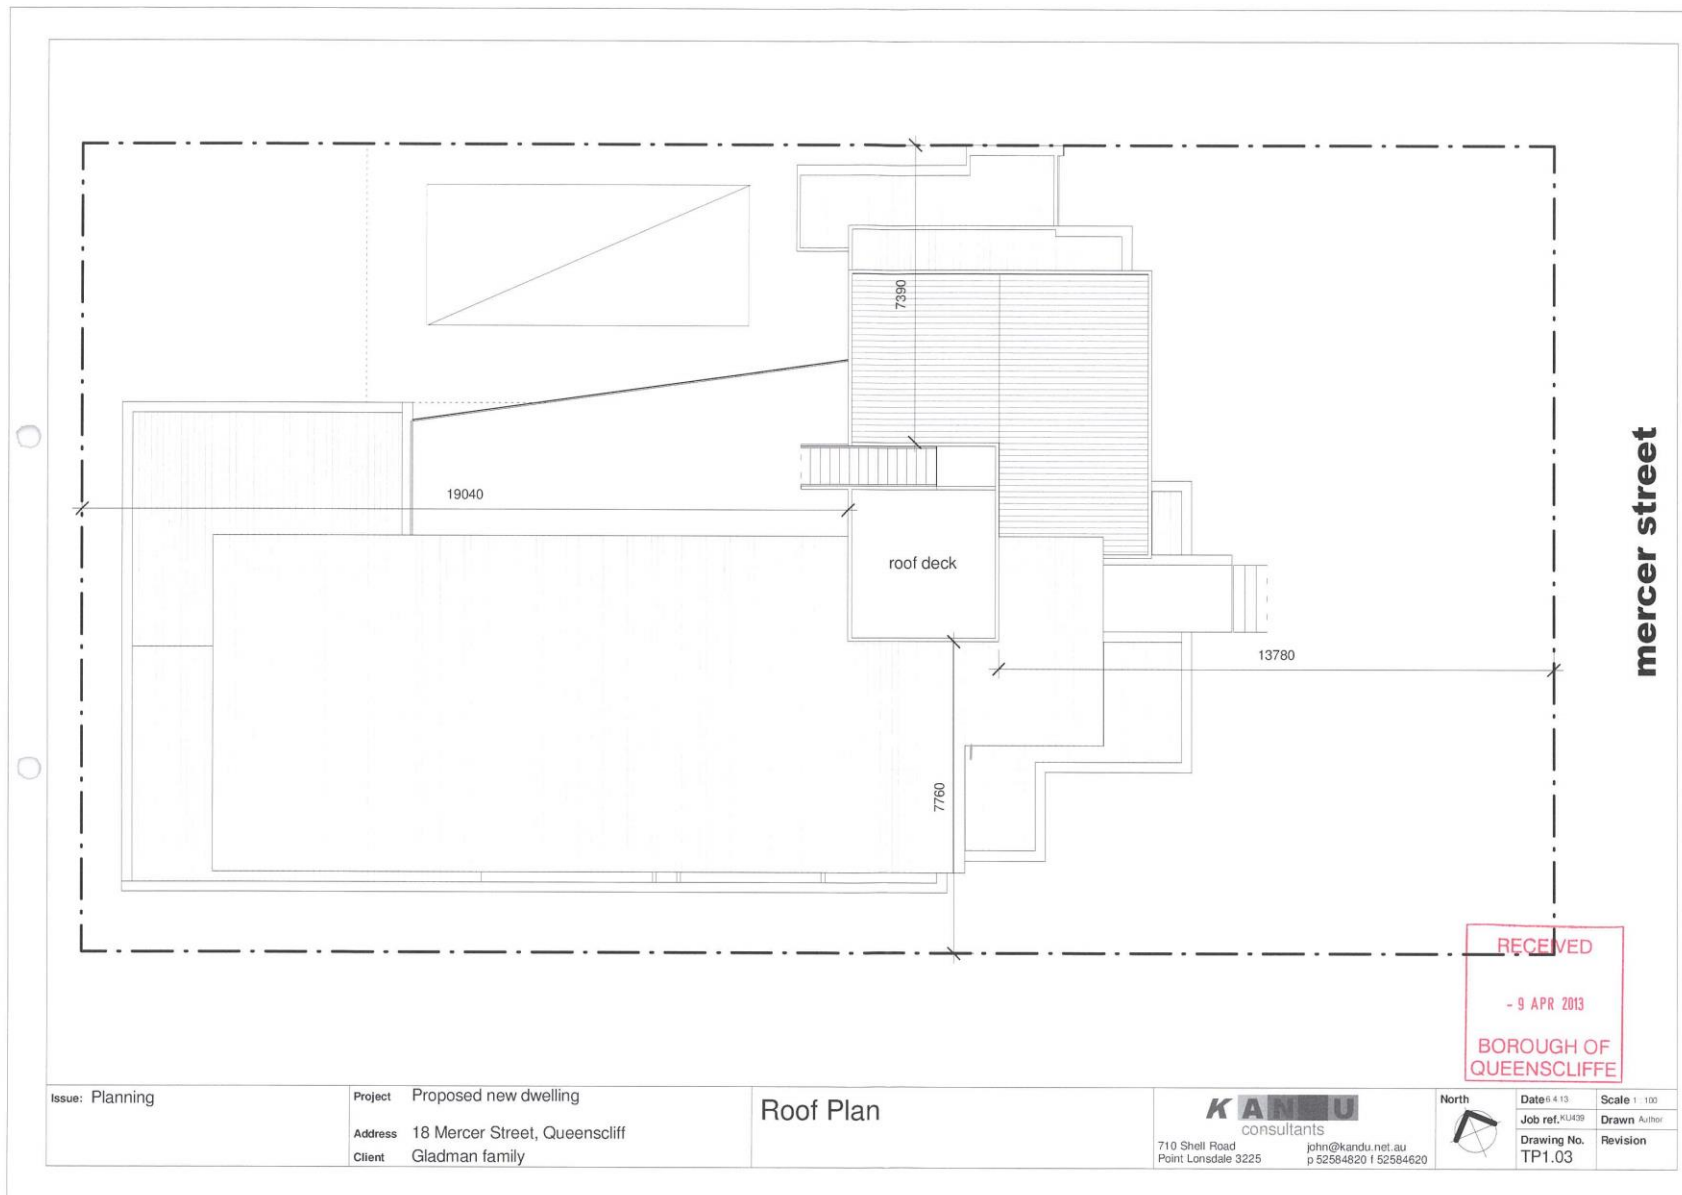 7390
19040
roof deck
mercer street
13780
7760
RECEIVED
- 9 APR 2013
BOROUGH OF
QUEENSCLIFFE
Issue: Planning
Project Proposed new dwelling
Address 18 Mercer Street, Queenscliff
Client Gladman family
Roof Plan
KANDU
consultants
710 Shell Road
Point Lonsdale 3225
john@kandu.net.au
p 52584820 f 52584620
North
Date 6.4.13
Scale 1 : 100
Job ref. KU439
Drawn Author
Drawing No.
TP1.03
Revision